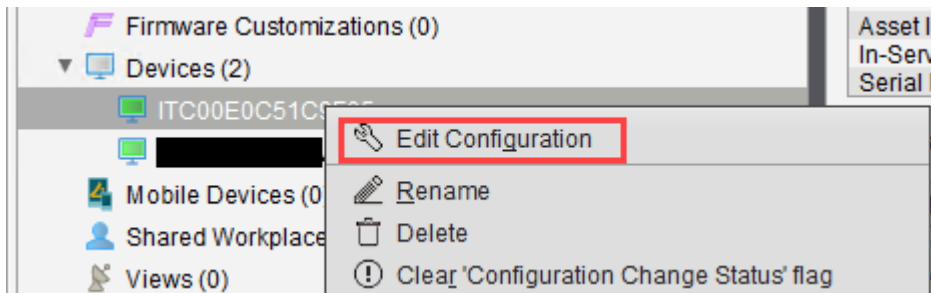 Firmware Customizations (0)
Asset I
Devices (2)
In-Serv
Serial
ITC00E0C51C
Edit Configuration
Mobile Devices (0
Rename
Shared Workplace
Delete
Views (0)
Clear 'Configuration Change Status' flag